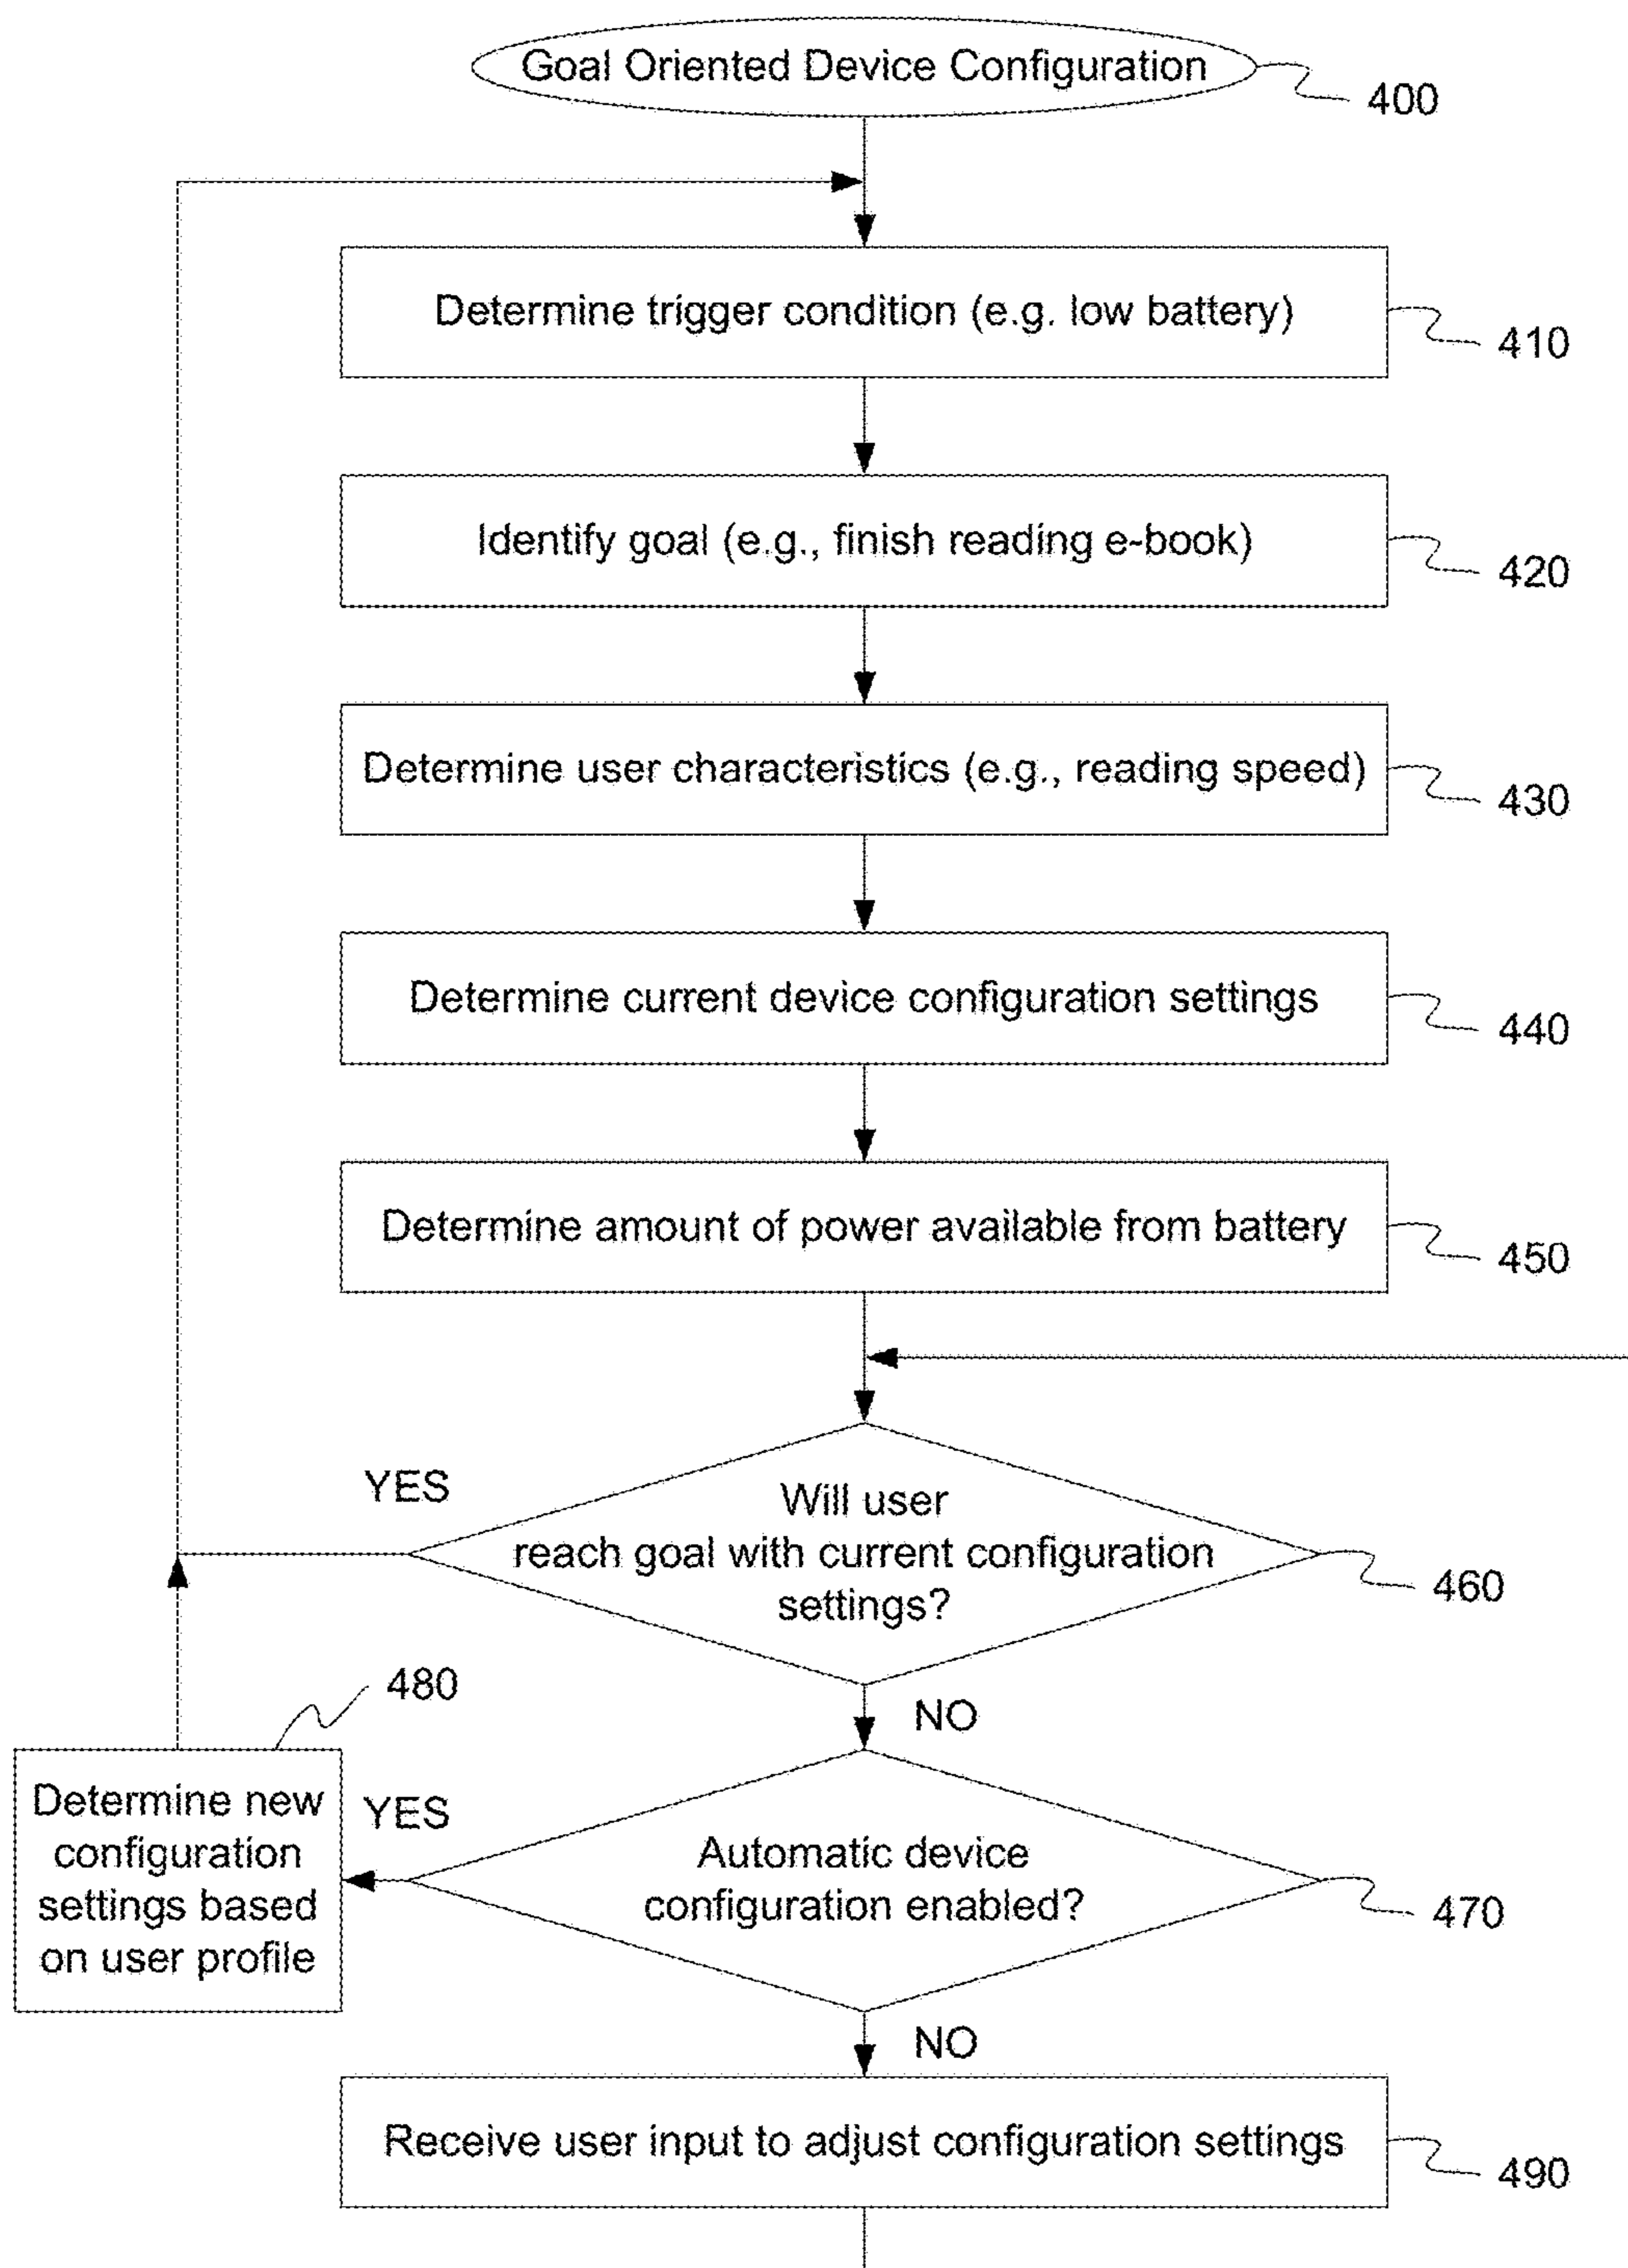 Goal Oriented Device Configuration
400
Determine trigger condition (e.g. low battery)
410
Identify goal (e.g., finish reading e-book)
420
Determine user characteristics (e.g., reading speed)
430
Determine current device configuration settings
440
Determine amount of power available from battery
450
YES
Will user
reach goal with current configuration
settings?
460
480
NO
Determine new
configuration
settings based
on user profile
YES
Automatic device
configuration enabled?
470
NO
Receive user input to adjust configuration settings
490